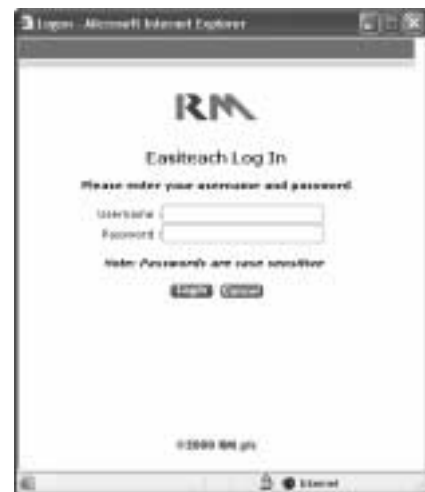 Logon - Microsoft Internet Explorer
RM
Easiteach Log In
Please enter your username and password
Username
Password
Note: Passwords are case sensitive
Login Cancel
RM plc
Internet